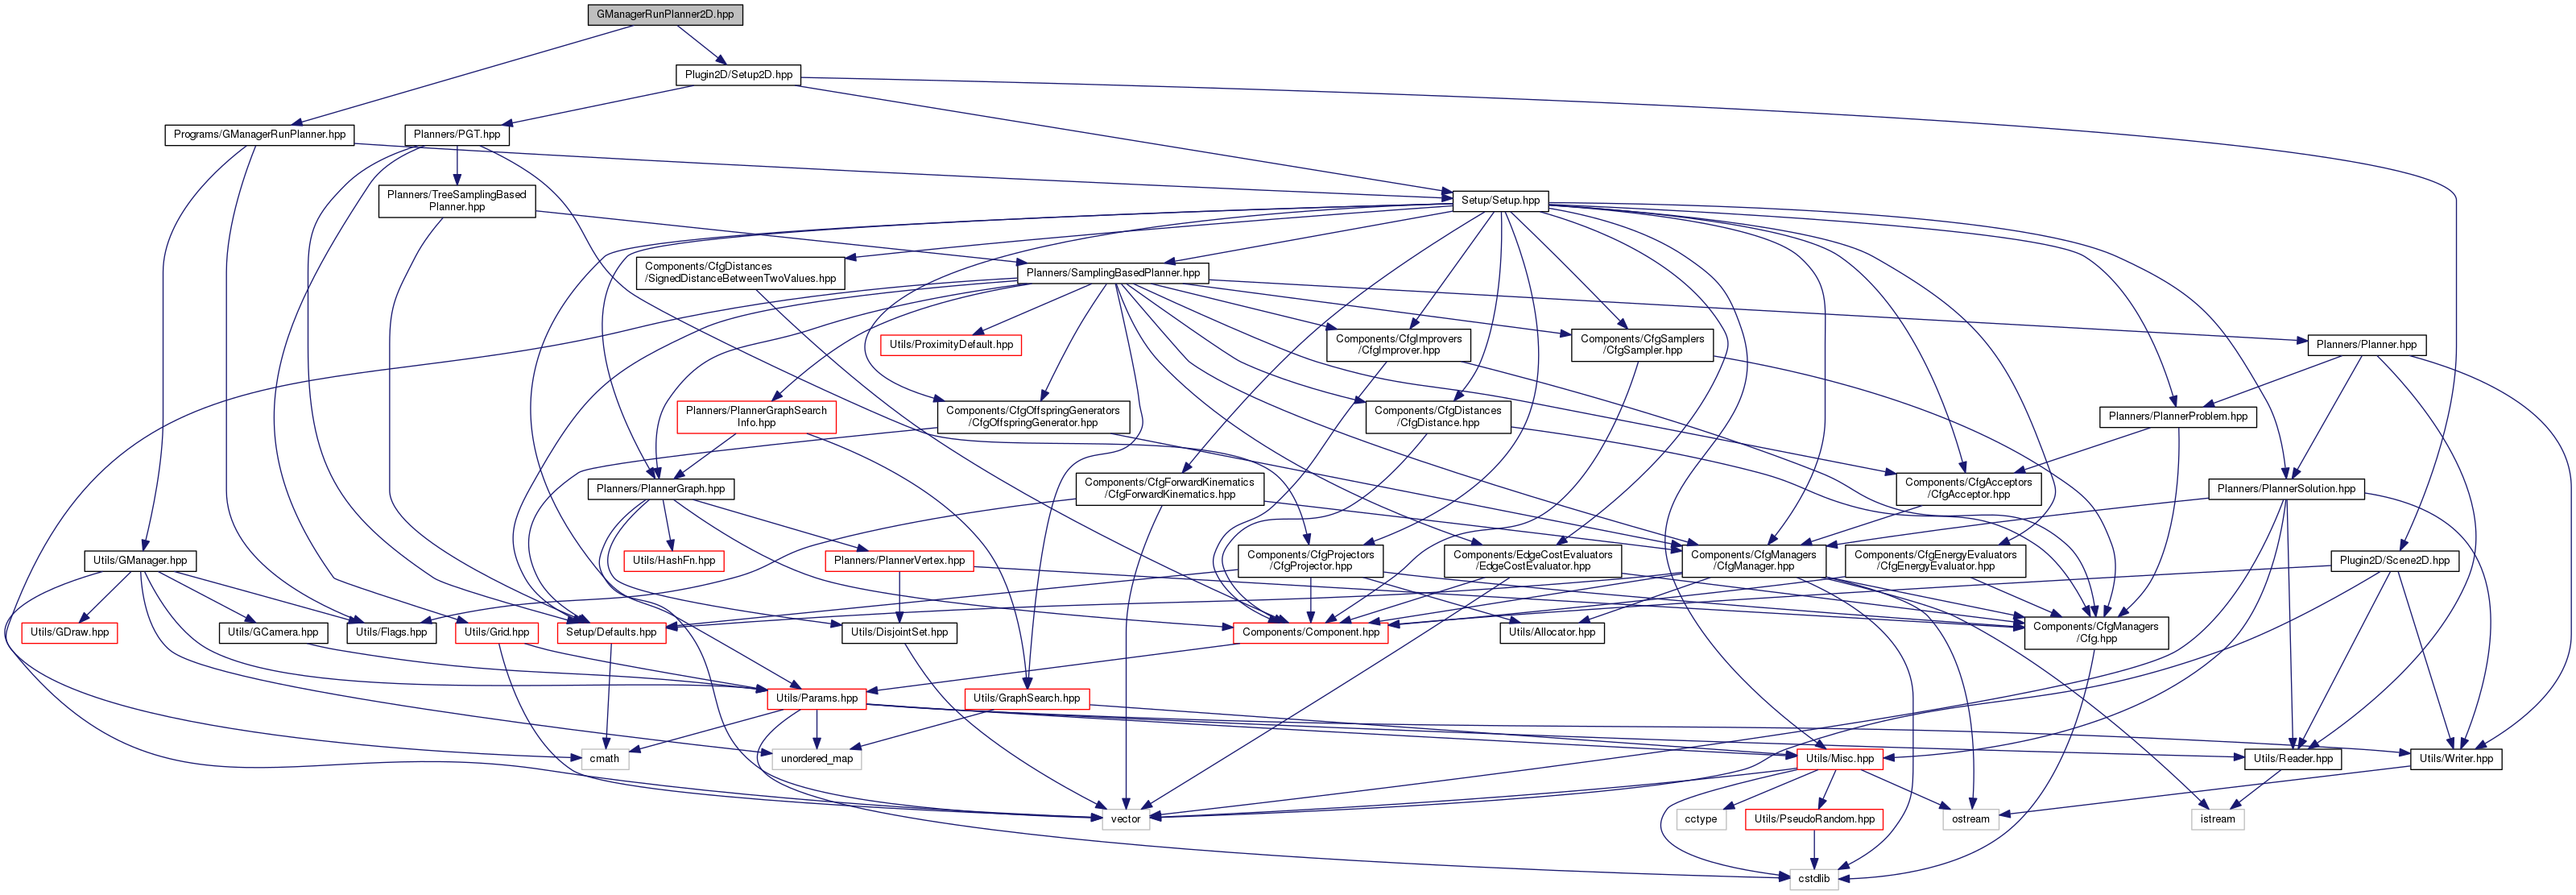 GManagerRunPlanner2D.hpp
Plugin2D/Setup2D.hpp
Programs/GManagerRunPlanner.hpp
Planners/PGT.hpp
Planners/TreeSamplingBased
Planner.hpp
Setup/Setup.hpp
Components/CfgDistances
/SignedDistanceBetweenTwoValues.hpp
Planners/SamplingBasedPlanner.hpp
Utils/ProximityDefault.hpp
Components/CfgImprovers
/CfgImprover.hpp
Components/CfgSamplers
/CfgSampler.hpp
Planners/Planner.hpp
Planners/PlannerGraphSearch
Info.hpp
Components/CfgOffspringGenerators
/CfgOffspringGenerator.hpp
Components/CfgDistances
/CfgDistance.hpp
Planners/PlannerProblem.hpp
Planners/PlannerGraph.hpp
Components/CfgForwardKinematics
/CfgForwardKinematics.hpp
Components/CfgAcceptors
/CfgAcceptor.hpp
Planners/PlannerSolution.hpp
Utils/GManager.hpp
Utils/HashFn.hpp
Planners/PlannerVertex.hpp
Components/CfgProjectors
/CfgProjector.hpp
Components/EdgeCostEvaluators
/EdgeCostEvaluator.hpp
Components/CfgManagers
/CfgManager.hpp
Components/CfgEnergyEvaluators
/CfgEnergyEvaluator.hpp
Plugin2D/Scene2D.hpp
Utils/GDraw.hpp
Utils/GCamera.hpp
Utils/Flags.hpp
Utils/Grid.hpp
Setup/Defaults.hpp
Utils/DisjointSet.hpp
Components/Component.hpp
Utils/Allocator.hpp
Components/CfgManagers
/Cfg.hpp
Utils/Params.hpp
Utils/GraphSearch.hpp
cmath
unordered_map
Utils/Misc.hpp
Utils/Reader.hpp
Utils/Writer.hpp
vector
cctype
Utils/PseudoRandom.hpp
ostream
istream
cstdlib